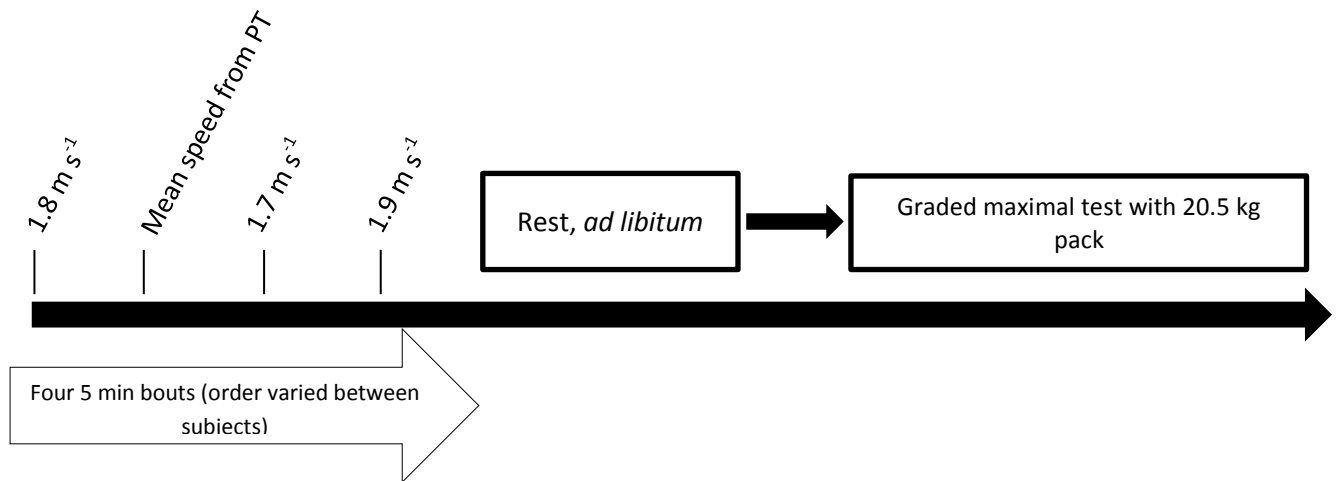 1.8 m s⁻¹
Mean speed from PT
1.7 m s⁻¹
1.9 m s⁻¹
Rest, ad libitum
Graded maximal test with 20.5 kg
pack
Four 5 min bouts (order varied between
subjects)